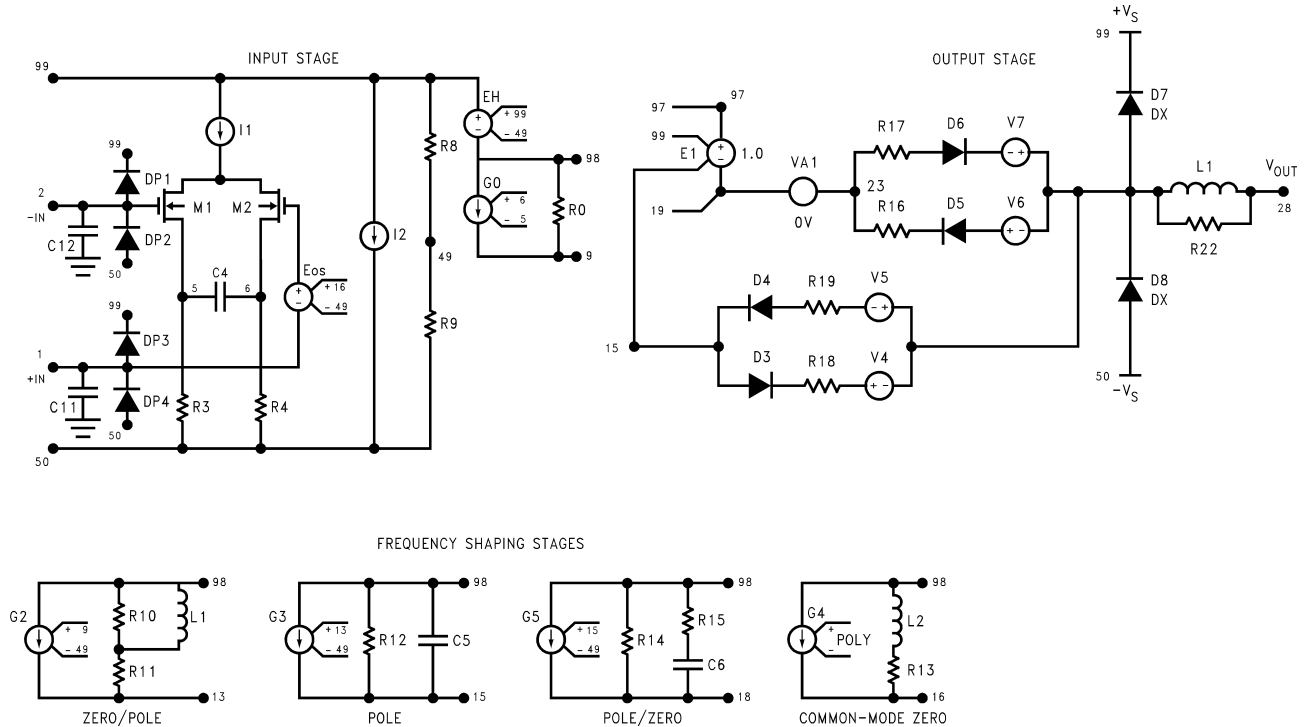 INPUT STAGE
99
I1
99
DP1
2
-IN
M1
M2
C12
DP2
50
5
C4
6
Eos
+ 16
- 49
99
DP3
1
+IN
C11
DP4
50
R3
R4
50
I2
R8
49
R9
EH
+ 99
- 49
98
G0
+ 6
- 5
R0
9
OUTPUT STAGE
97
97
99
E1
+
-
1.0
19
VA1
0V
23
R17
D6
V7
- +
R16
D5
V6
+ -
15
D4
R19
V5
- +
D3
R18
V4
+ -
+VS
99
D7
DX
L1
VOUT
28
R22
D8
DX
50
-VS
FREQUENCY SHAPING STAGES
G2
+ 9
- 49
R10
L1
R11
98
13
ZERO/POLE
G3
+ 13
- 49
R12
C5
98
15
POLE
G5
+ 15
- 49
R14
R15
C6
98
18
POLE/ZERO
G4
+
POLY
-
L2
R13
98
16
COMMON-MODE ZERO